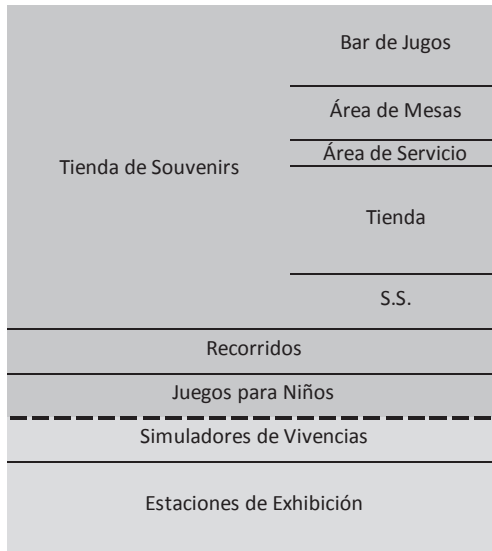 Bar de Jugos
Área de Mesas
Área de Servicio
Tienda de Souvenirs
Tienda
S.S.
Recorridos
Juegos para Niños
Simuladores de Vivencias
Estaciones de Exhibición